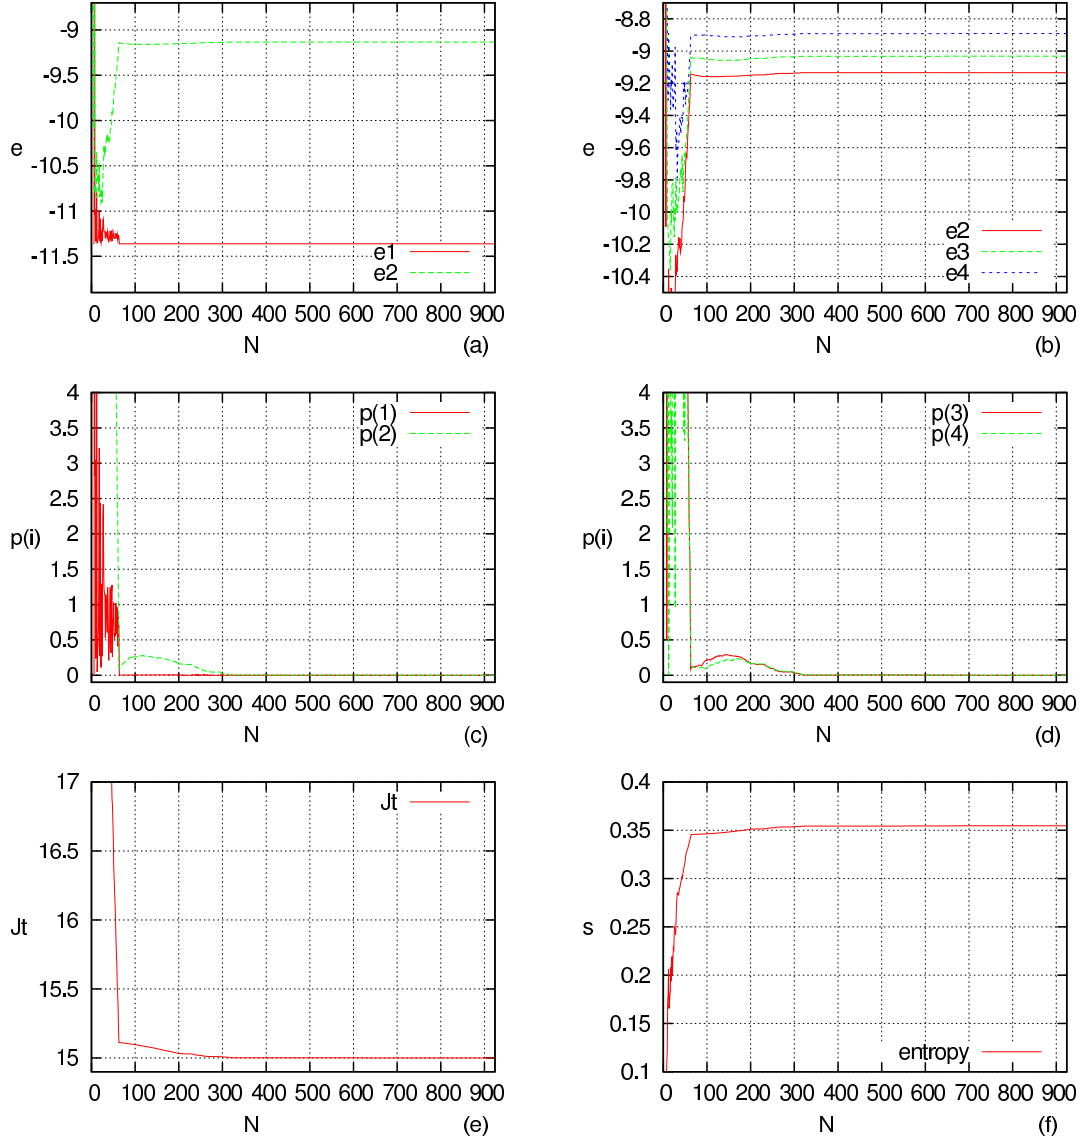 -9
-9.5
-10
-10.5
-11
-11.5
e
e1
e2
0 100 200 300 400 500 600 700 800 900
N
(a)
-8.8
-9
-9.2
-9.4
-9.6
-9.8
-10
-10.2
-10.4
e
e2
e3
e4
0 100 200 300 400 500 600 700 800 900
N
(b)
4
3.5
3
2.5
2
1.5
1
0.5
0
p(i)
p(1)
p(2)
0 100 200 300 400 500 600 700 800 900
N
(c)
4
3.5
3
2.5
2
1.5
1
0.5
0
p(i)
p(3)
p(4)
0 100 200 300 400 500 600 700 800 900
N
(d)
17
16.5
16
15.5
15
Jt
Jt
0 100 200 300 400 500 600 700 800 900
N
(e)
0.4
0.35
0.3
0.25
0.2
0.15
0.1
s
entropy
0 100 200 300 400 500 600 700 800 900
N
(f)